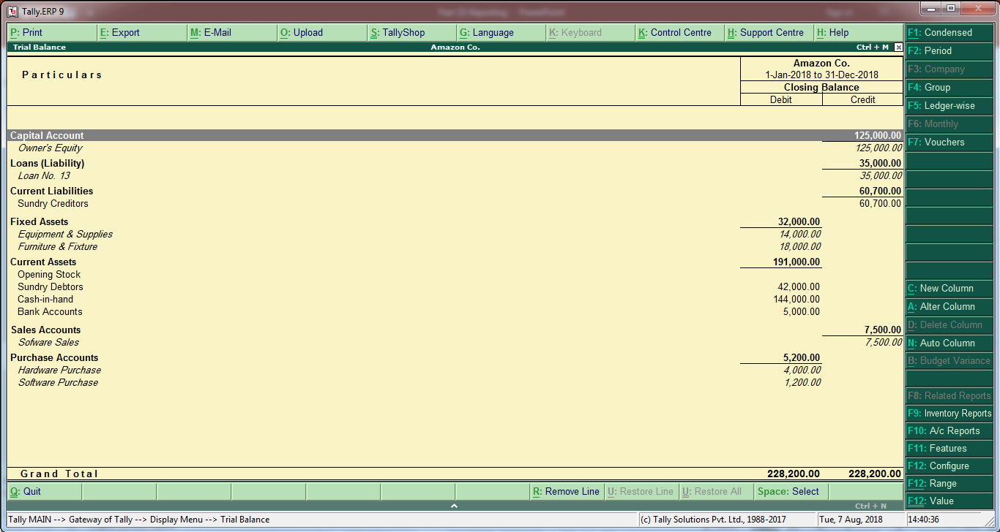 Tally.ERP 9
P: Print E: Export M: E-Mail O: Upload S: TallyShop G: Language K: Keyboard K: Control Centre H: Support Centre H: Help
Trial Balance Amazon Co. Ctrl + M
Particulars
Amazon Co.
1-Jan-2018 to 31-Dec-2018
Closing Balance
Debit Credit
Capital Account 125,000.00
Owner's Equity 125,000.00
Loans (Liability) 35,000.00
Loan No. 13 35,000.00
Current Liabilities 60,700.00
Sundry Creditors 60,700.00
Fixed Assets 32,000.00
Equipment & Supplies 14,000.00
Furniture & Fixture 18,000.00
Current Assets 191,000.00
Opening Stock
Sundry Debtors 42,000.00
Cash-in-hand 144,000.00
Bank Accounts 5,000.00
Sales Accounts 7,500.00
Sofware Sales 7,500.00
Purchase Accounts 5,200.00
Hardware Purchase 4,000.00
Software Purchase 1,200.00
Grand Total 228,200.00 228,200.00
Q: Quit R: Remove Line U: Restore Line U: Restore All Space: Select
Ctrl + N
F1: Condensed
F2: Period
F3: Company
F4: Group
F5: Ledger-wise
F6: Monthly
F7: Vouchers
C: New Column
A: Alter Column
D: Delete Column
N: Auto Column
B: Budget Variance
F8: Related Reports
F9: Inventory Reports
F10: A/c Reports
F11: Features
F12: Configure
F12: Range
F12: Value
Tally MAIN --> Gateway of Tally --> Display Menu --> Trial Balance (c) Tally Solutions Pvt. Ltd., 1988-2017 Tue, 7 Aug, 2018 14:40:36